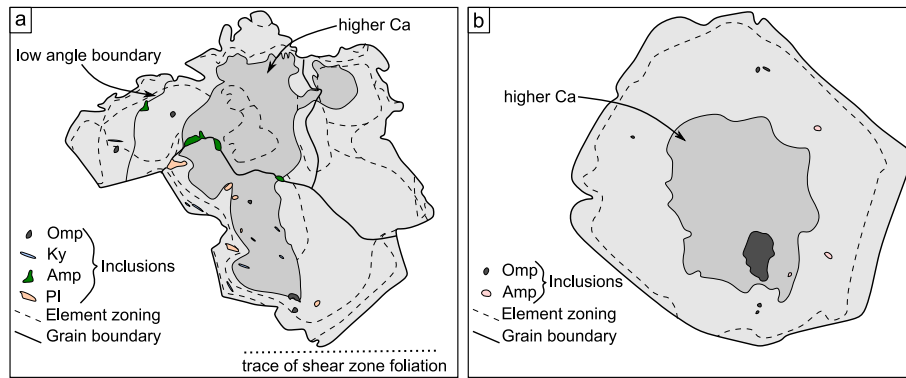 a
higher Ca
low angle boundary
Omp
Ky
Amp
Pl
Inclusions
Element zoning
Grain boundary
trace of shear zone foliation
b
higher Ca
Omp
Amp
Inclusions
Element zoning
Grain boundary